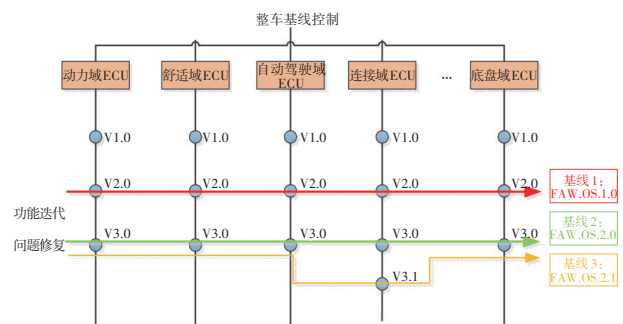 整车基线控制
动力域ECU
舒适域ECU
自动驾驶域
ECU
连接域ECU
...
底盘域ECU
V1.0
V1.0
V1.0
V1.0
V1.0
V2.0
V2.0
V2.0
V2.0
V2.0
基线1：
FAW.OS.1.0
功能迭代
V3.0
V3.0
V3.0
V3.0
V3.0
基线2：
FAW.OS.2.0
问题修复
V3.1
基线3：
FAW.OS.2.1